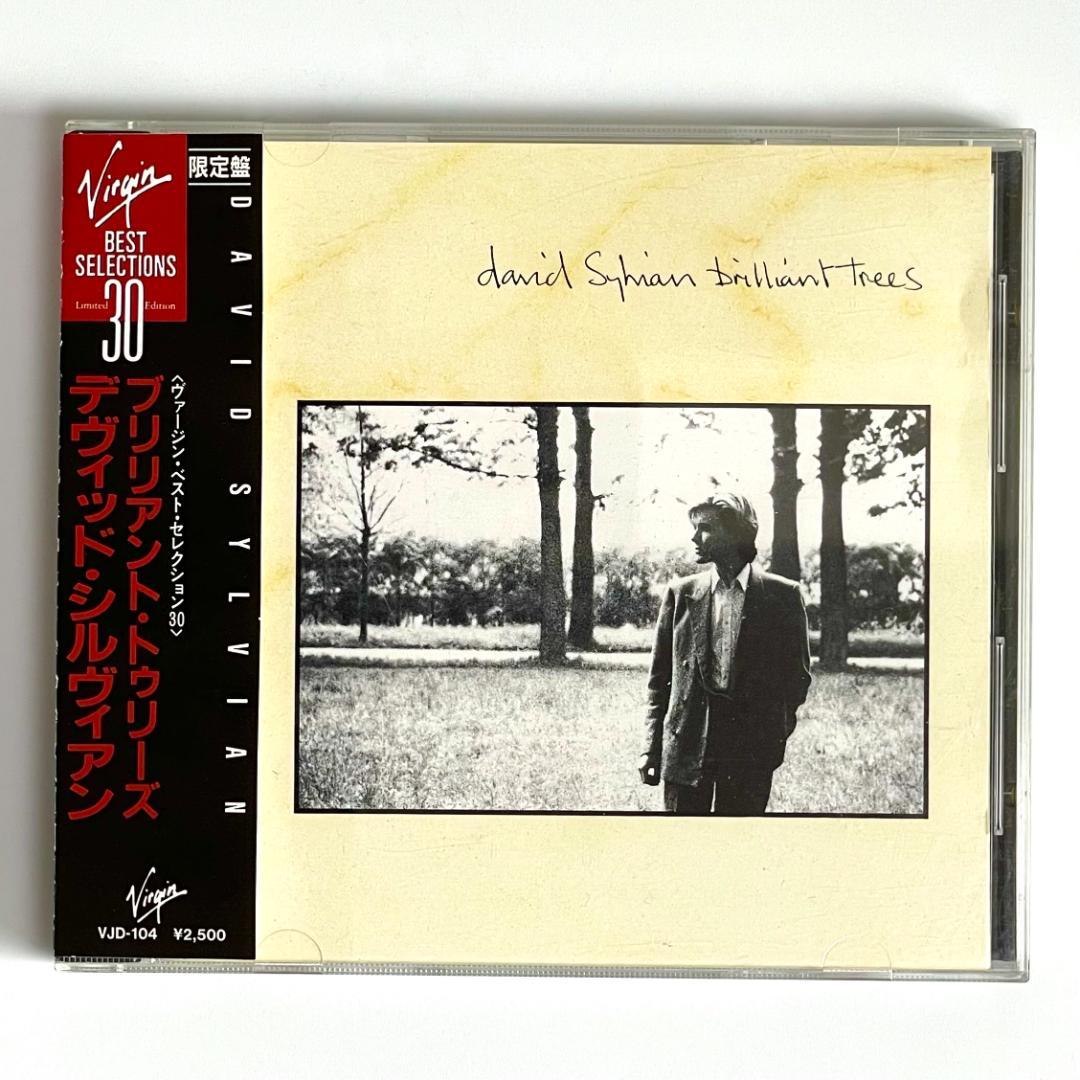 Virgin
BEST
SELECTIONS
Limited Edition
30
限定盤
DAVID SYLVIAN
〈ヴァージン・ベスト・セレクション30〉
ブリリアント・トゥリーズ
デヴィッド・シルヴィアン
Virgin
VJD-104 ¥2,500
david Sylvian brilliant trees